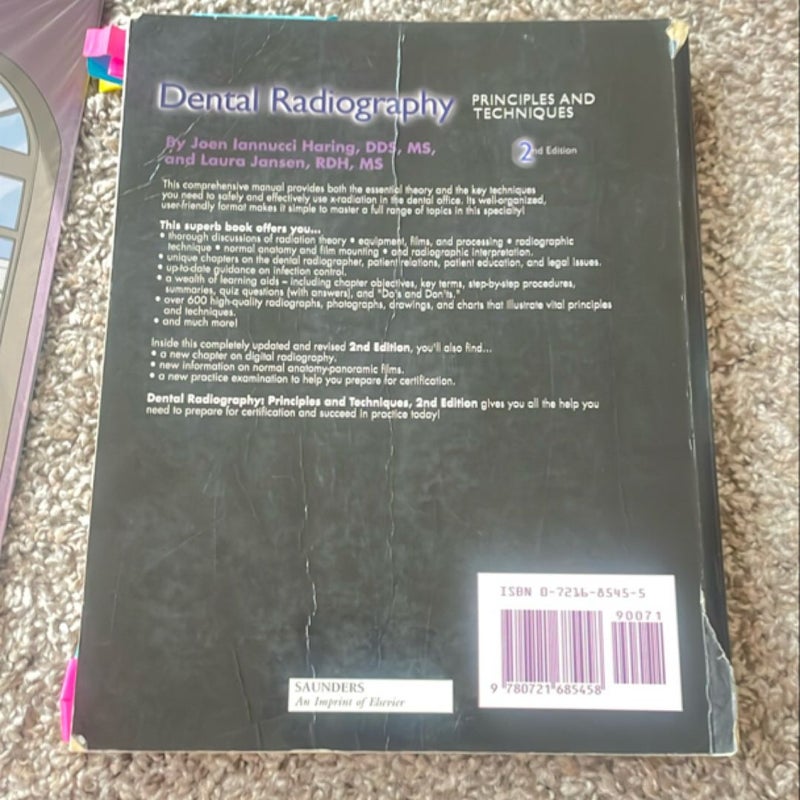 Dental Radiography PRINCIPLES AND
TECHNIQUES
By Joen Iannucci Haring, DDS, MS,
and Laura Jansen, RDH, MS
2nd Edition
This comprehensive manual provides both the essential theory and the key techniques
you need to safely and effectively use x-radiation in the dental office. Its well-organized,
user-friendly format makes it simple to master a full range of topics in this specialty!
This superb book offers you...
• thorough discussions of radiation theory • equipment, films, and processing • radiographic
technique • normal anatomy and film mounting • and radiographic interpretation.
• unique chapters on the dental radiographer, patient relations, patient education, and legal issues.
• up-to-date guidance on infection control.
• a wealth of learning aids – including chapter objectives, key terms, step-by-step procedures,
summaries, quiz questions (with answers), and "Do's and Don'ts."
• over 600 high-quality radiographs, photographs, drawings, and charts that illustrate vital principles
and techniques.
• and much more!
Inside this completely updated and revised 2nd Edition, you'll also find...
• a new chapter on digital radiography.
• new information on normal anatomy-panoramic films.
• a new practice examination to help you prepare for certification.
Dental Radiography: Principles and Techniques, 2nd Edition gives you all the help you
need to prepare for certification and succeed in practice today!
ISBN 0-7216-8545-5
90071
9 780721 685458
SAUNDERS
An Imprint of Elsevier